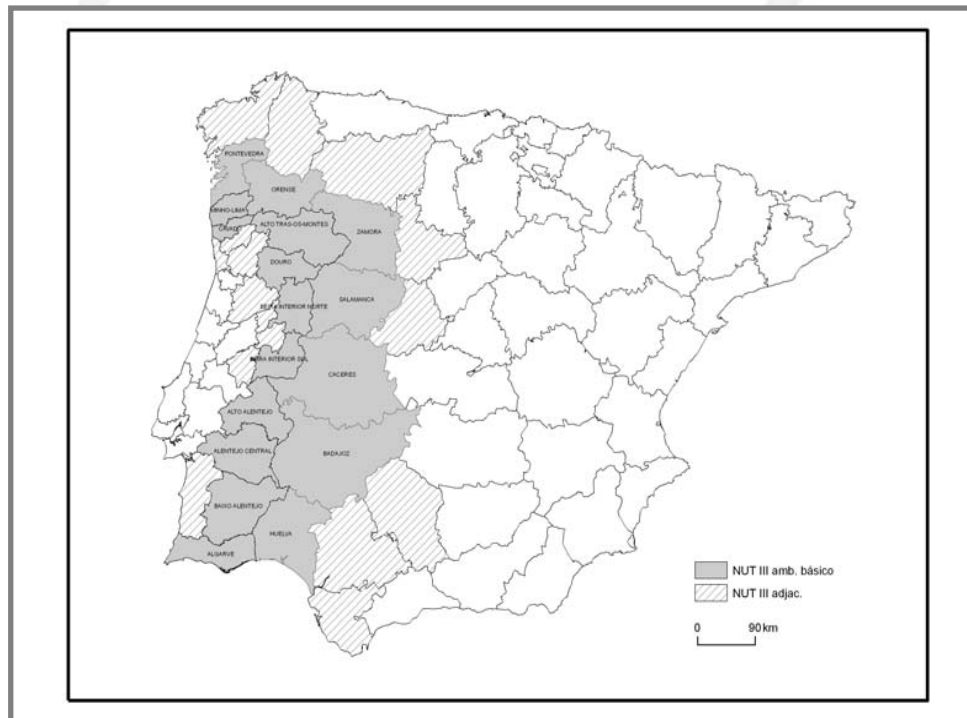 PONTEVEDRA
ORENSE
MINHO-LIMA
CAVADO
ALTO TRAS-OS-MONTES
ZAMORA
DOURO
BEIRA INTERIOR NORTE
SALAMANCA
BEIRA INTERIOR SUL
CACERES
ALTO ALENTEJO
ALENTEJO CENTRAL
BADAJOZ
BAIXO ALENTEJO
HUELVA
ALGARVE
NUT III amb. básico
NUT III adjac.
0 90 km